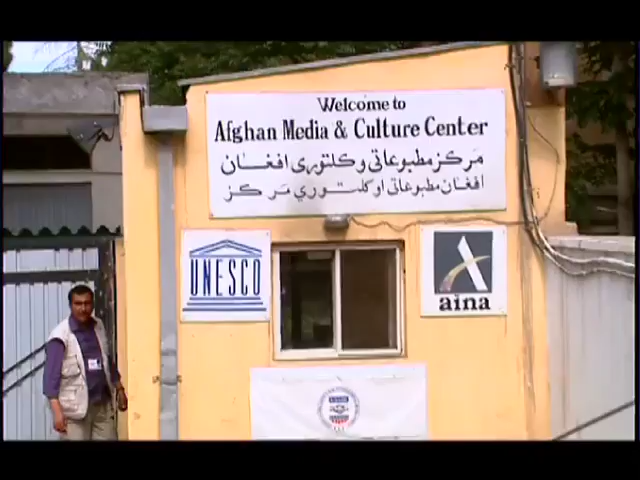 Welcome to
Afghan Media & Culture Center
مرکز مطبوعاتی و کلتوری افغان
افغان مطبوعاتی او کلتوري مرکز
UNESCO
aina